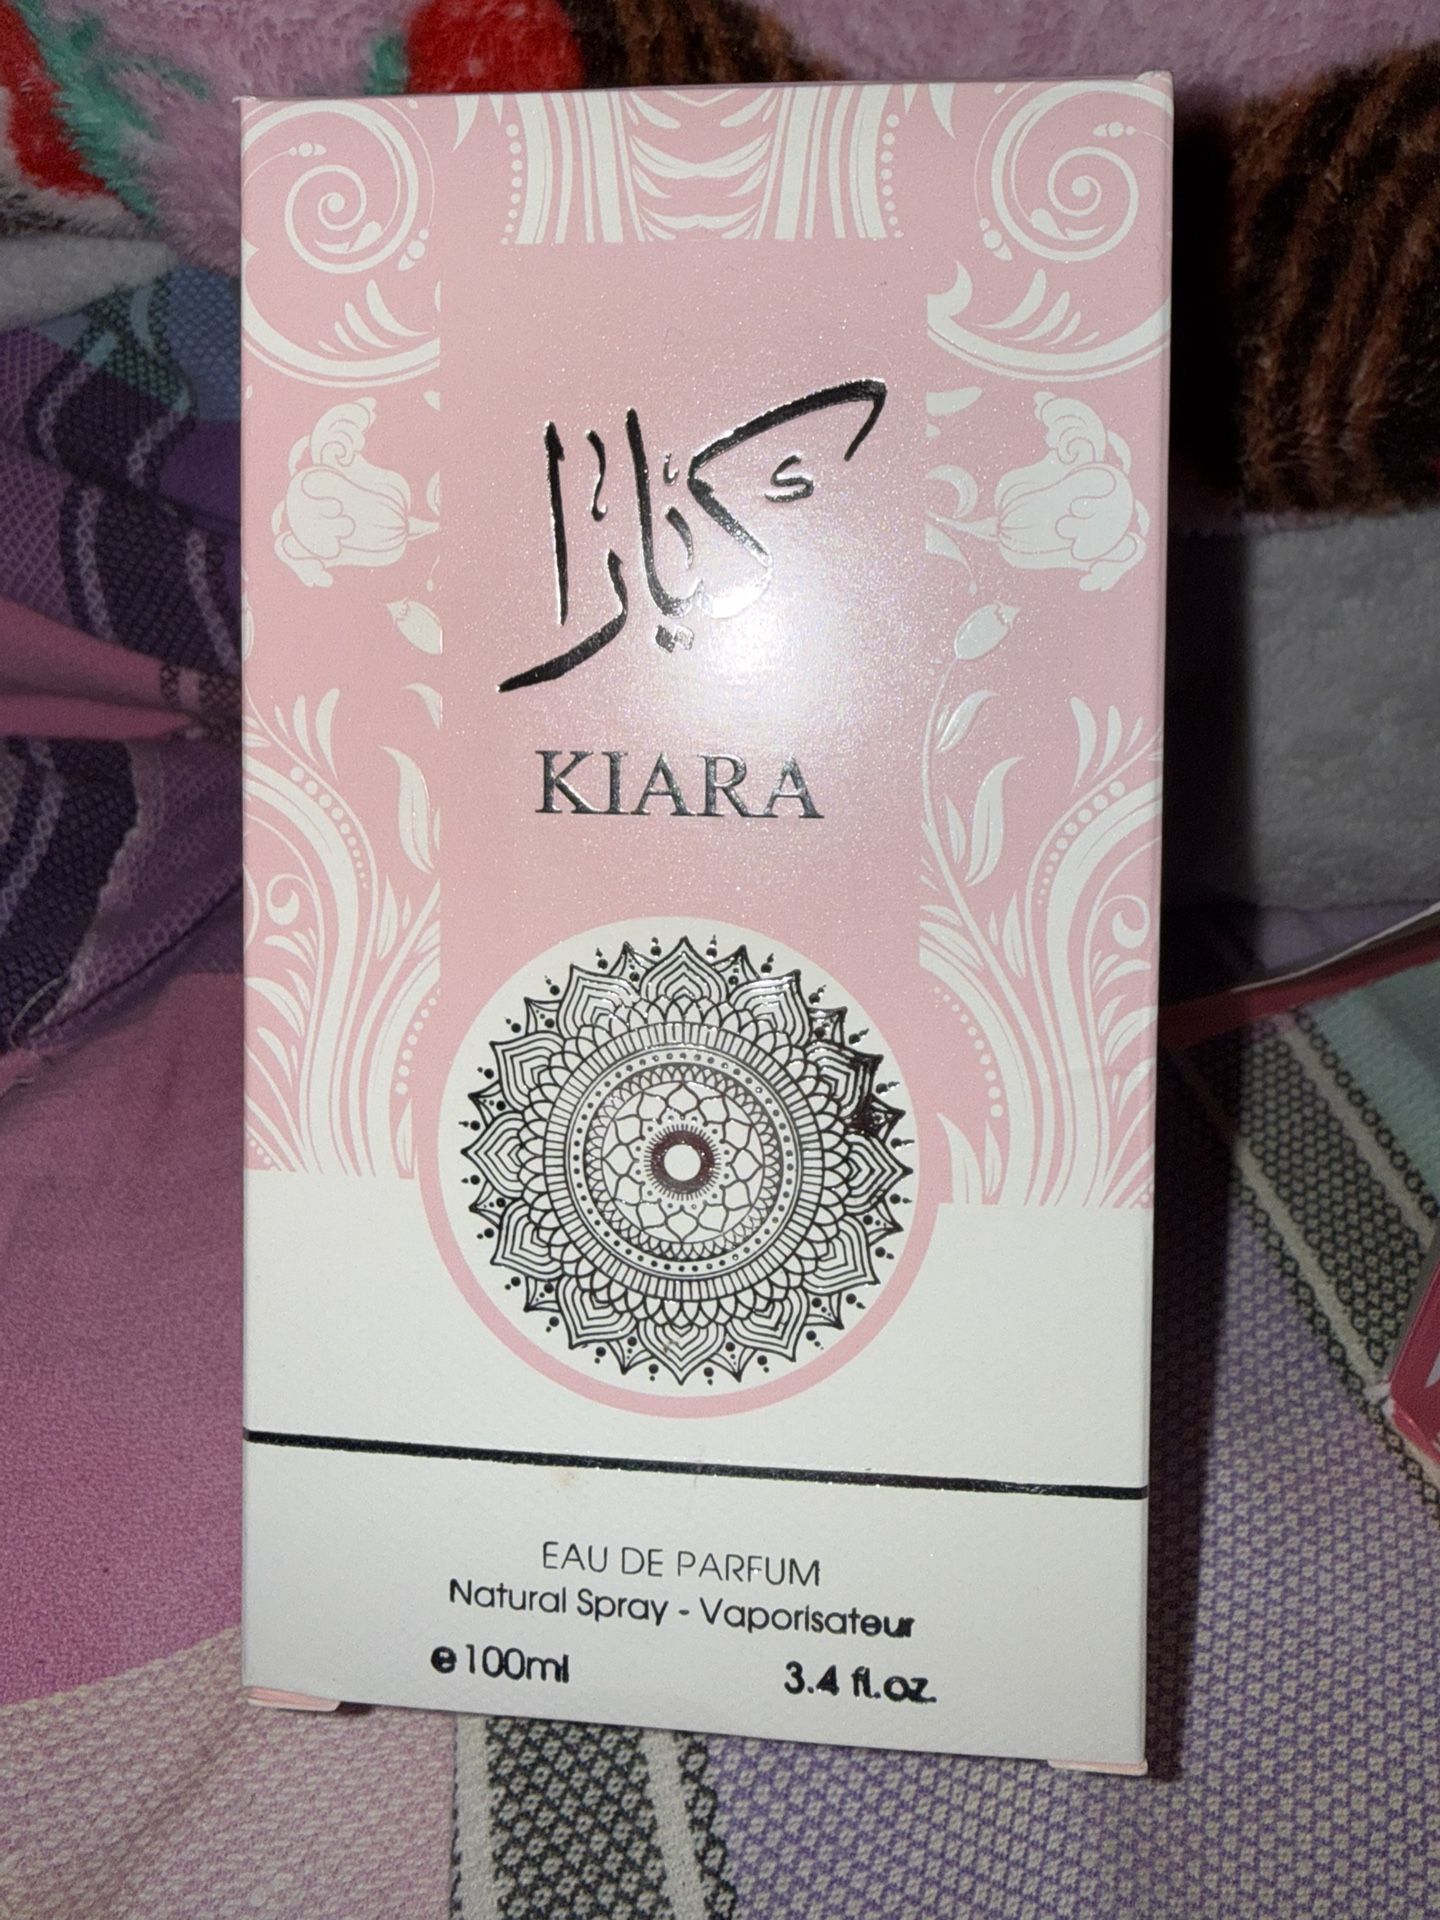 كيارا
KIARA
EAU DE PARFUM
Natural Spray - Vaporisateur
℮100ml 3.4 fl.oz.